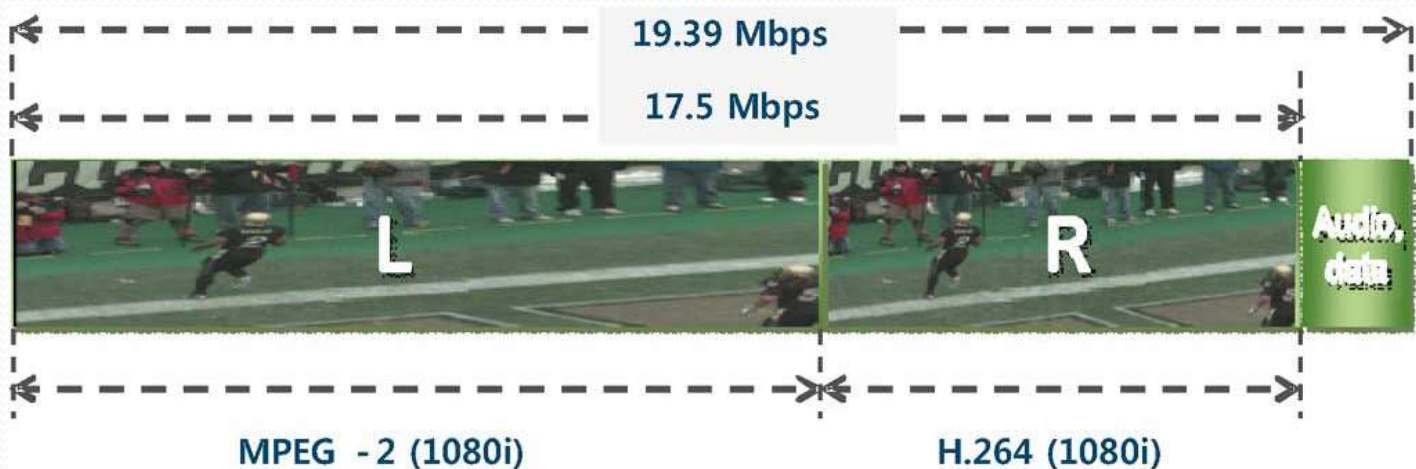 19.39 Mbps
17.5 Mbps
L
R
Audio,
data
MPEG - 2 (1080i)
H.264 (1080i)